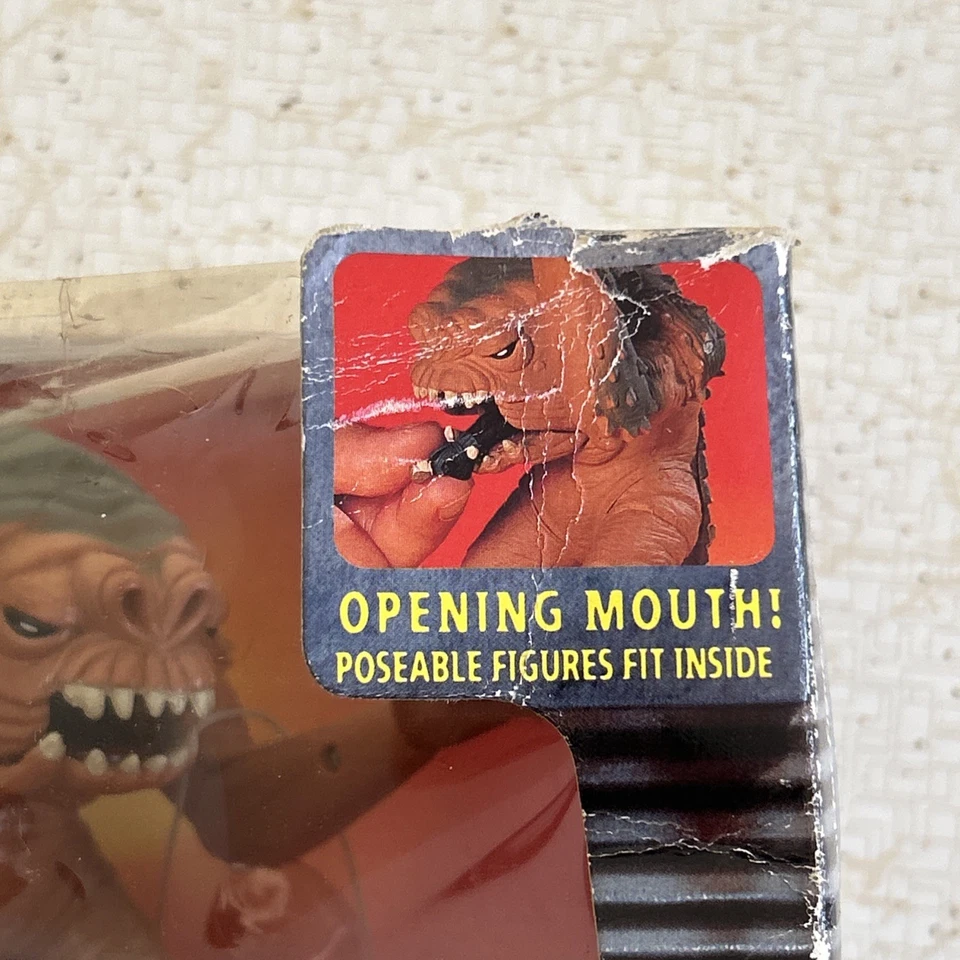 OPENING MOUTH!
POSEABLE FIGURES FIT INSIDE